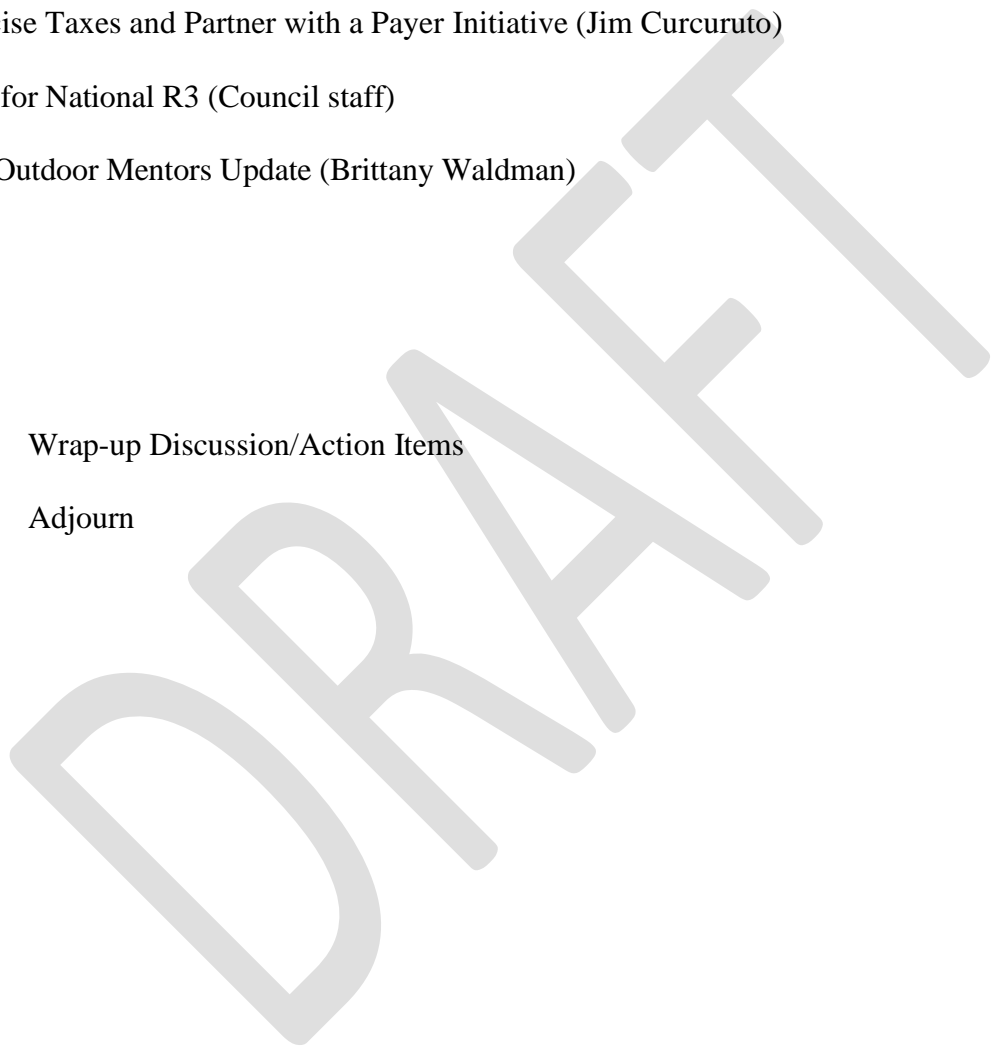 cise Taxes and Partner with a Payer Initiative (Jim Curcuruto)
for National R3 (Council staff)
Outdoor Mentors Update (Brittany Waldman)
Wrap-up Discussion/Action Items
Adjourn
DRAFT